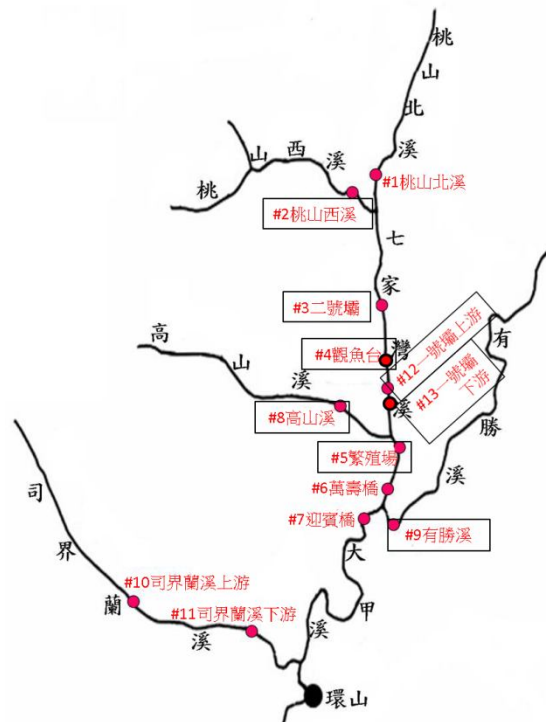 桃山北溪
#1桃山北溪
桃山西溪
#2桃山西溪
七家灣溪
#3二號壩
#4觀魚台
#12一號壩上游
#13一號壩
下游
有勝溪
高山溪
#8高山溪
#5繁殖場
#6萬壽橋
#7迎賓橋
#9有勝溪
大甲溪
司界蘭溪
#10司界蘭溪上游
#11司界蘭溪下游
環山